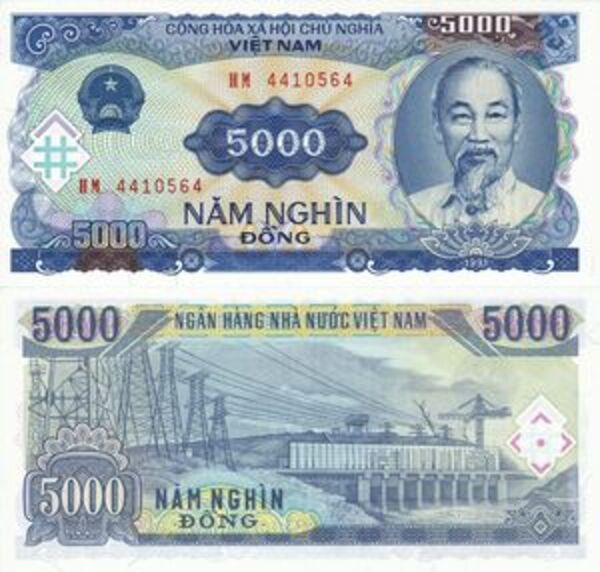 CỘNG HÒA XÃ HỘI CHỦ NGHĨA
VIỆT NAM
5000
HM 4410564
5000
HM 4410564
NĂM NGHÌN
ĐỒNG
5000
1991
5000
NGÂN HÀNG NHÀ NƯỚC VIỆT NAM
5000
5000
NĂM NGHÌN
ĐỒNG